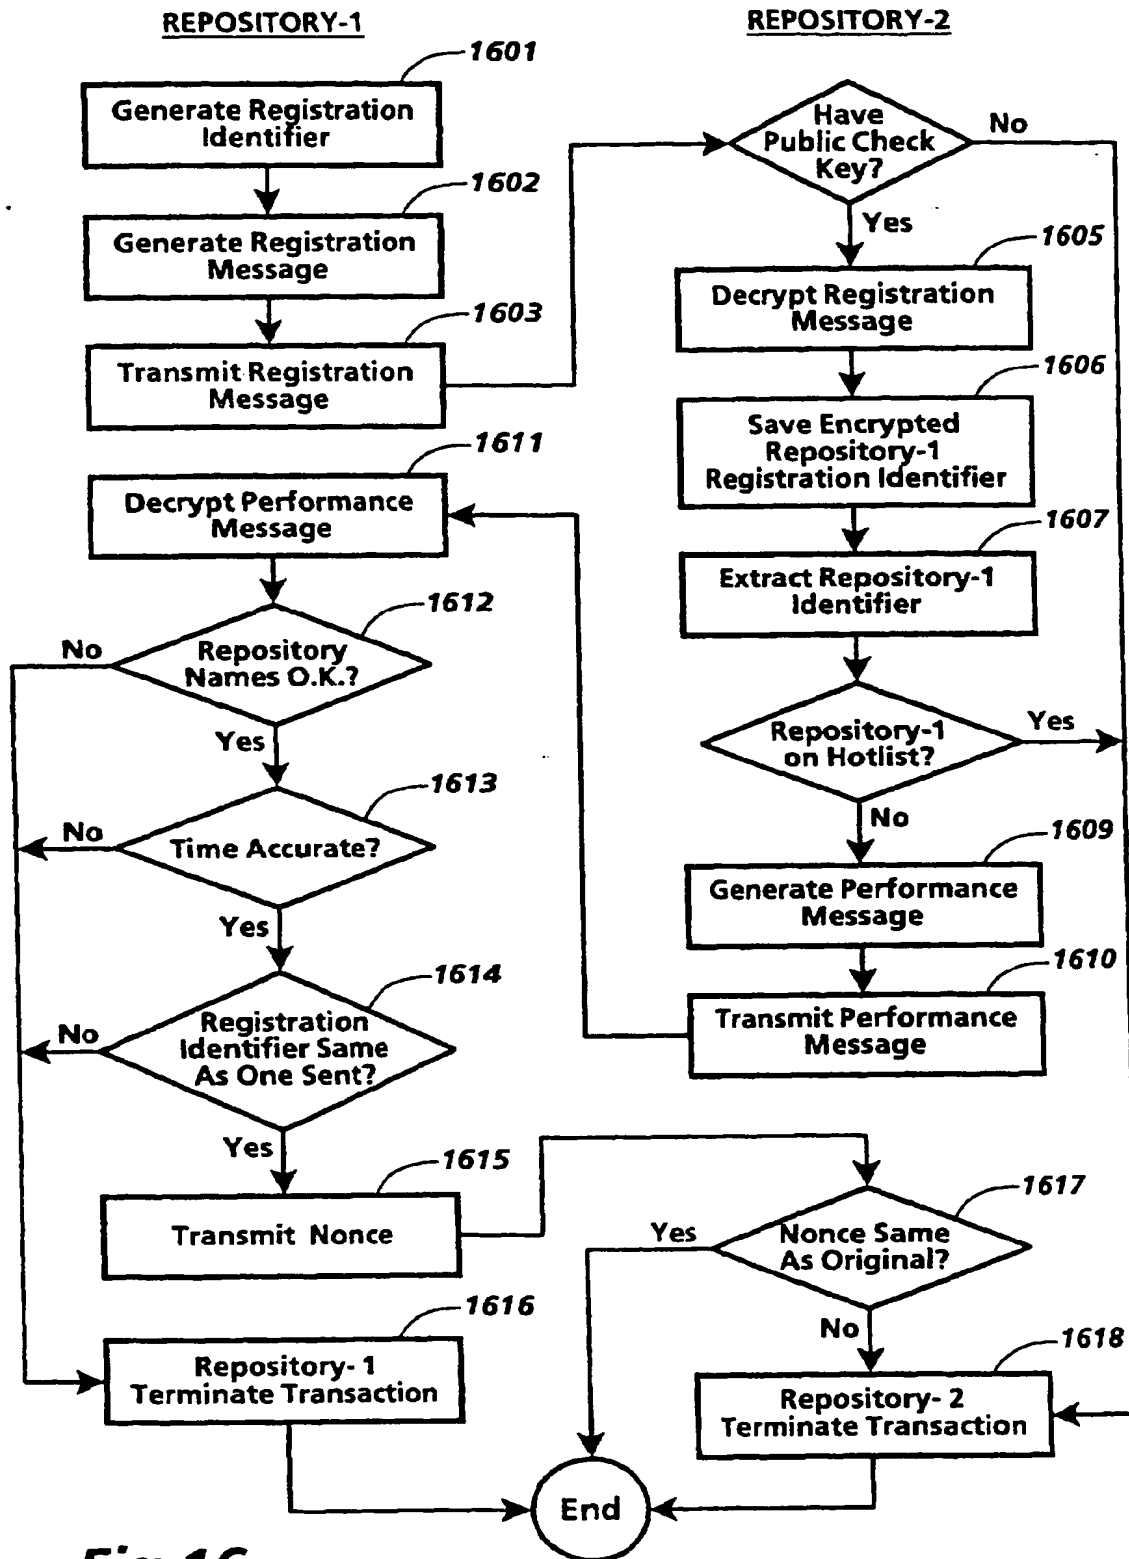 REPOSITORY-1
1601
Generate Registration
Identifier
1602
Generate Registration
Message
1603
Transmit Registration
Message
1611
Decrypt Performance
Message
1612
No
Repository
Names O.K.?
Yes
1613
No
Time Accurate?
Yes
1614
No
Registration
Identifier Same
As One Sent?
Yes
1615
Transmit Nonce
1616
Repository- 1
Terminate Transaction
REPOSITORY-2
Have
Public Check
Key?
No
Yes
1605
Decrypt Registration
Message
1606
Save Encrypted
Repository-1
Registration Identifier
1607
Extract Repository-1
Identifier
Repository-1
on Hotlist?
Yes
No
1609
Generate Performance
Message
1610
Transmit Performance
Message
1617
Yes
Nonce Same
As Original?
No
1618
Repository- 2
Terminate Transaction
End